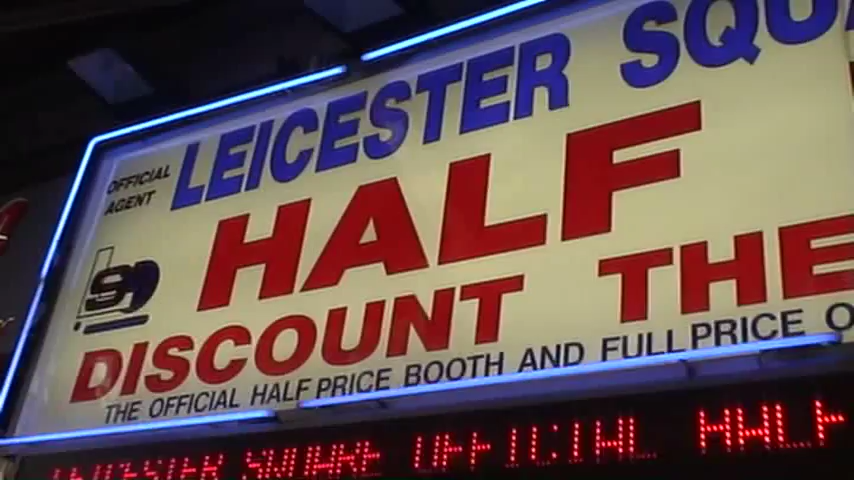 OFFICIAL AGENT
LEICESTER SQU
HALF
DISCOUNT THE
THE OFFICIAL HALF PRICE BOOTH AND FULL PRICE O
LEICESTER SQUARE OFFICIAL HALF